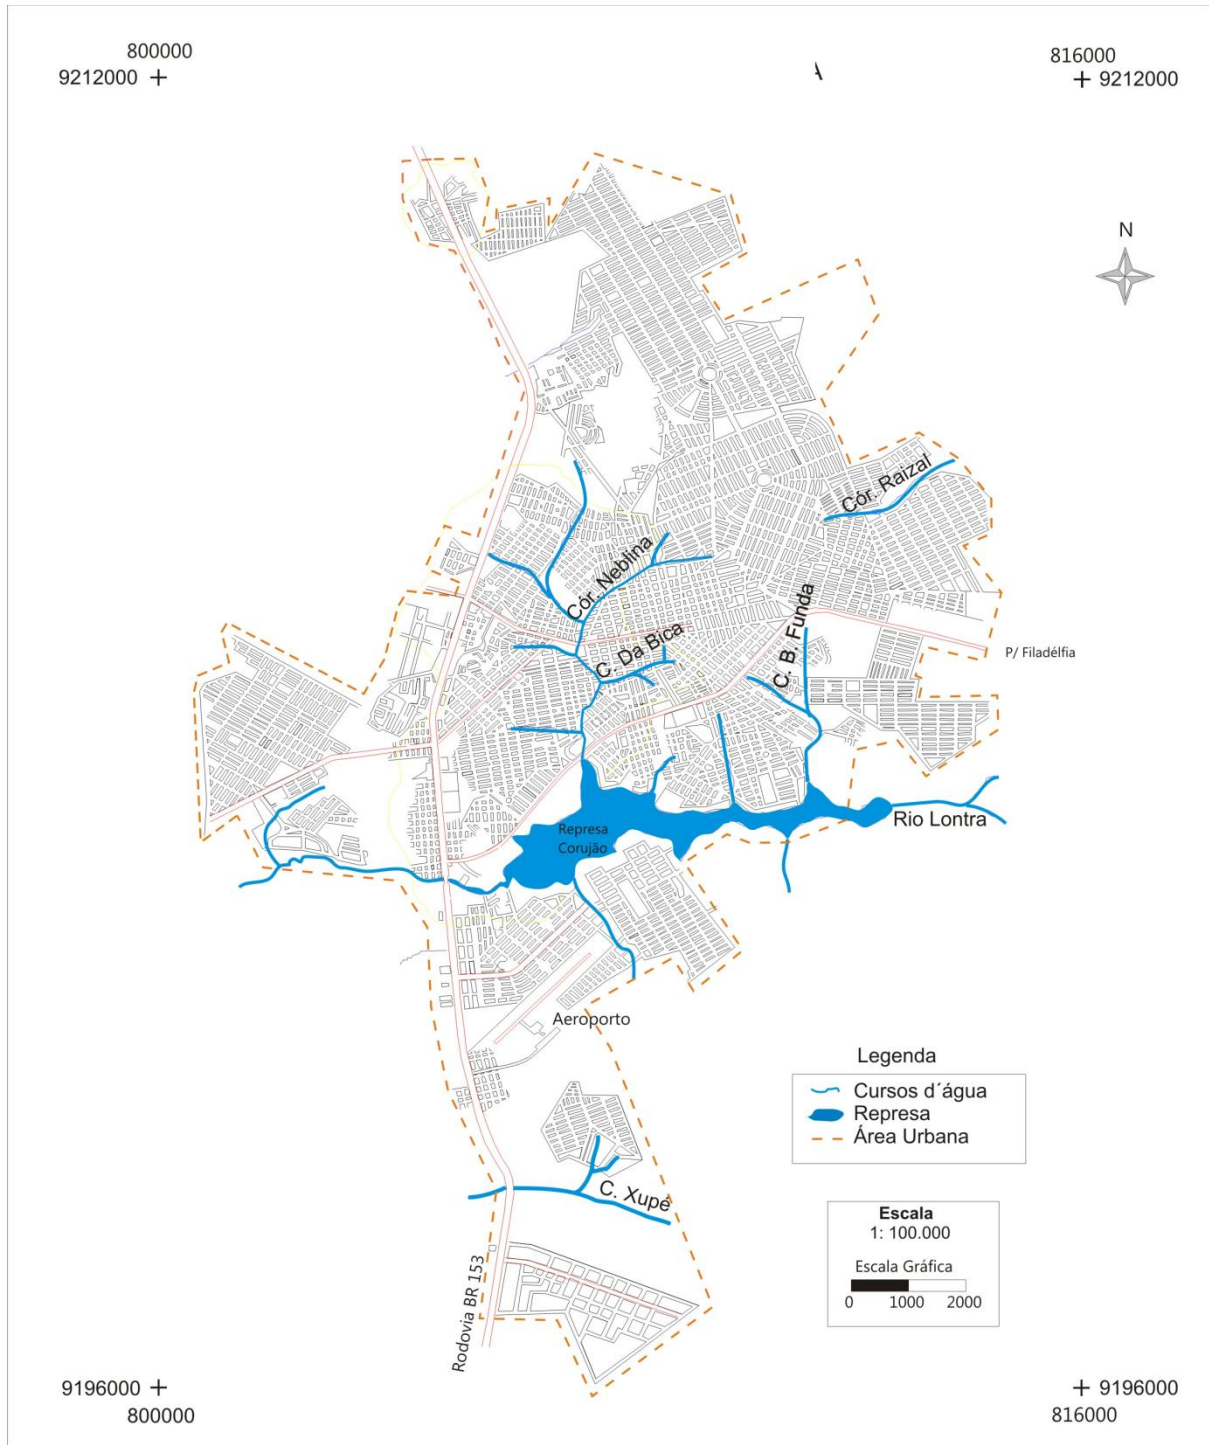 800000
9212000
816000
9212000
N
Cór. Raizal
Cór. Neblina
C. B. Funda
C. Da Bica
P/ Filadélfia
Rio Lontra
Represa
Corujão
Aeroporto
Legenda
Cursos d´água
Represa
Área Urbana
C. Xupé
Escala
1: 100.000
Escala Gráfica
0 1000 2000
Rodovia BR 153
9196000
800000
9196000
816000